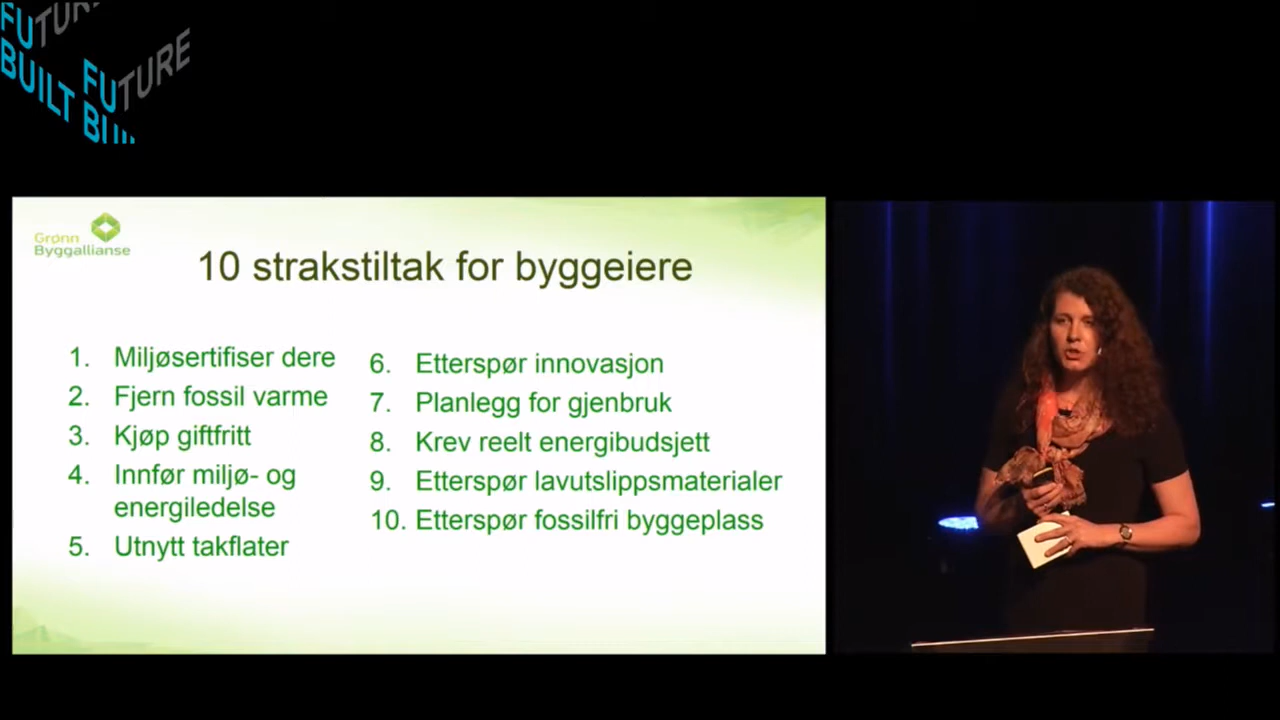 FUTURE
BUILT
FUTURE
Grønn
Byggallianse
10 strakstiltak for byggeiere
1. Miljøsertifiser dere
2. Fjern fossil varme
3. Kjøp giftfritt
4. Innfør miljø- og
energiledelse
5. Utnytt takflater
6. Etterspør innovasjon
7. Planlegg for gjenbruk
8. Krev reelt energibudsjett
9. Etterspør lavutslippsmaterialer
10. Etterspør fossilfri byggeplass